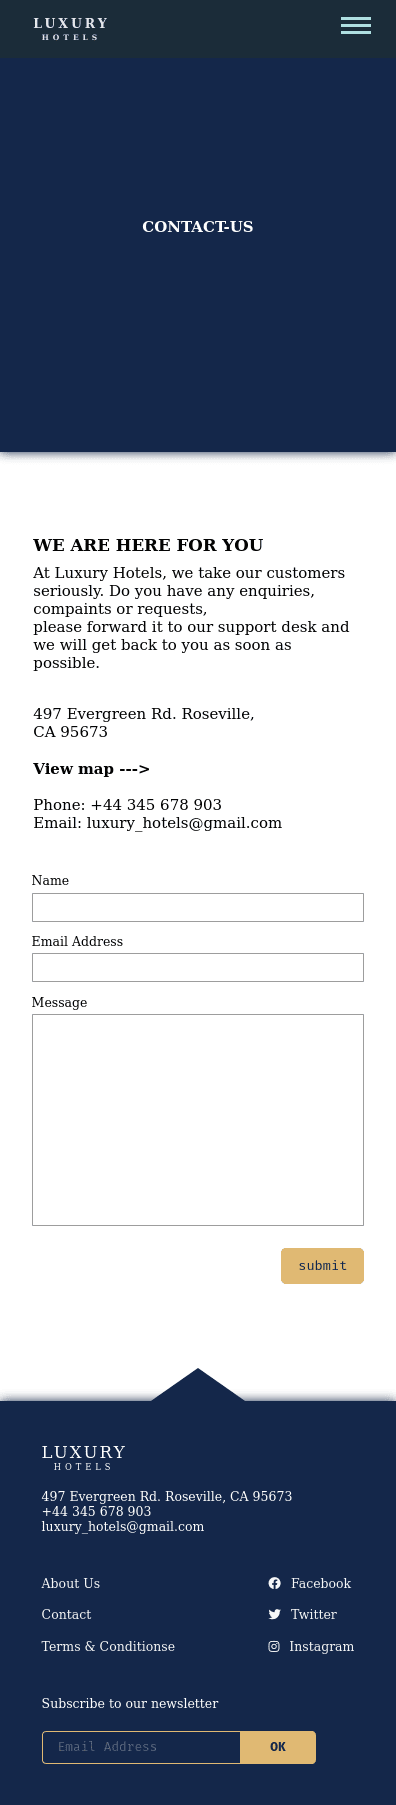 LUXURY
HOTELS
CONTACT-US
WE ARE HERE FOR YOU
At Luxury Hotels, we take our customers
seriously. Do you have any enquiries,
compaints or requests,
please forward it to our support desk and
we will get back to you as soon as
possible.
497 Evergreen Rd. Roseville,
CA 95673
View map --->
Phone: +44 345 678 903
Email: luxury_hotels@gmail.com
Name
Email Address
Message
submit
LUXURY
HOTELS
497 Evergreen Rd. Roseville, CA 95673
+44 345 678 903
luxury_hotels@gmail.com
About Us
Facebook
Contact
Twitter
Terms & Conditionse
Instagram
Subscribe to our newsletter
Email Address
OK